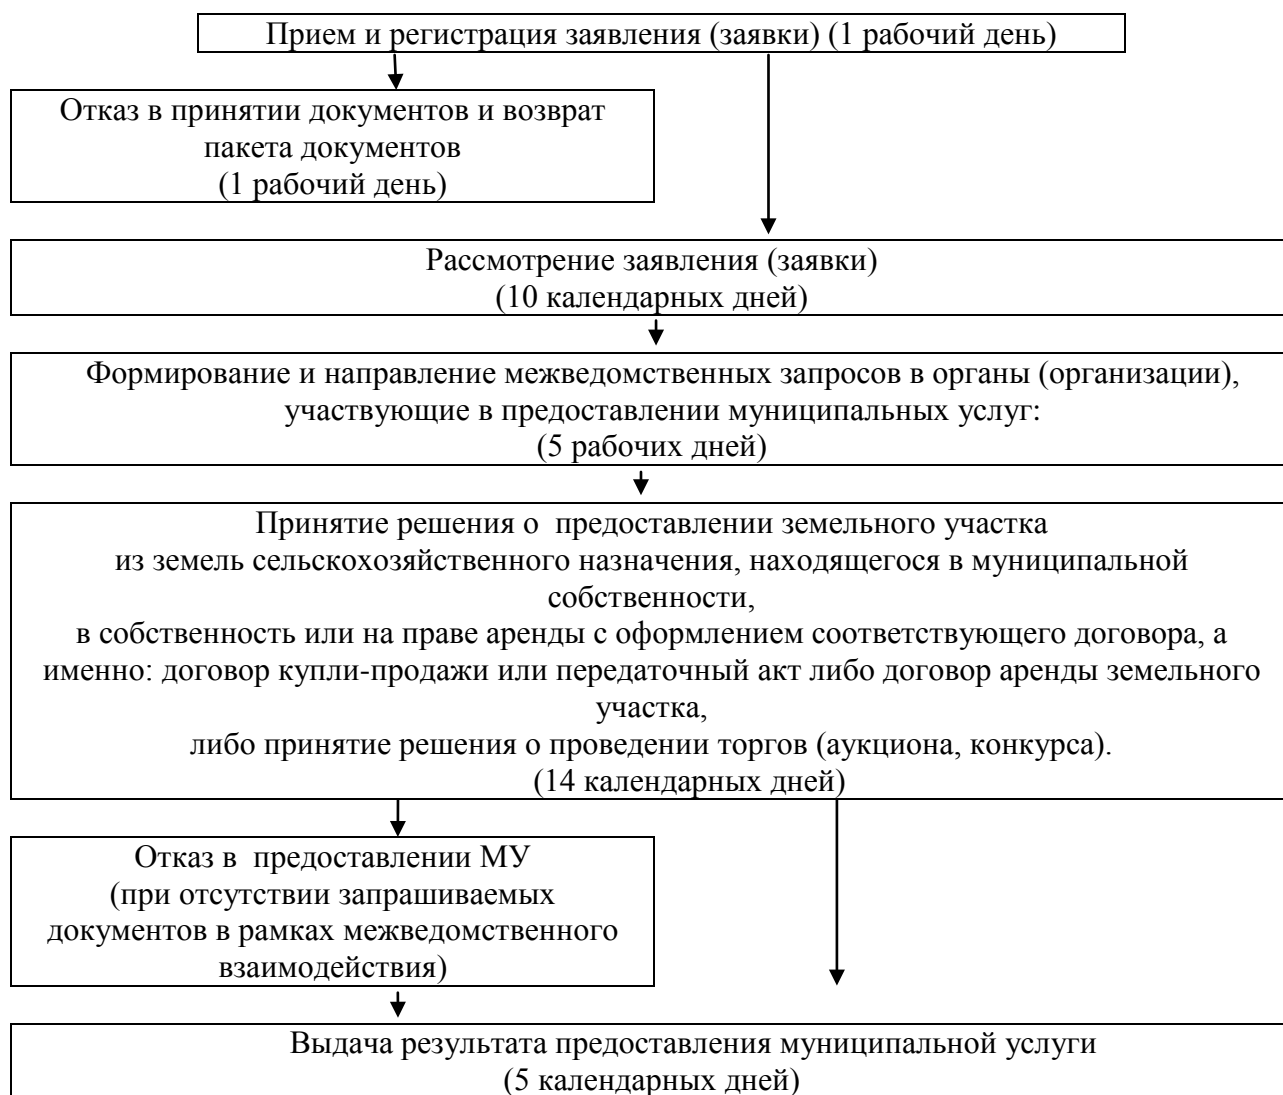 Прием и регистрация заявления (заявки) (1 рабочий день)
Отказ в принятии документов и возврат
пакета документов
(1 рабочий день)
Рассмотрение заявления (заявки)
(10 календарных дней)
Формирование и направление межведомственных запросов в органы (организации),
участвующие в предоставлении муниципальных услуг:
(5 рабочих дней)
Принятие решения о  предоставлении земельного участка
из земель сельскохозяйственного назначения, находящегося в муниципальной
собственности,
в собственность или на праве аренды с оформлением соответствующего договора, а
именно: договор купли-продажи или передаточный акт либо договор аренды земельного
участка,
либо принятие решения о проведении торгов (аукциона, конкурса).
(14 календарных дней)
Отказ в  предоставлении МУ
(при отсутствии запрашиваемых
документов в рамках межведомственного
взаимодействия)
Выдача результата предоставления муниципальной услуги
(5 календарных дней)